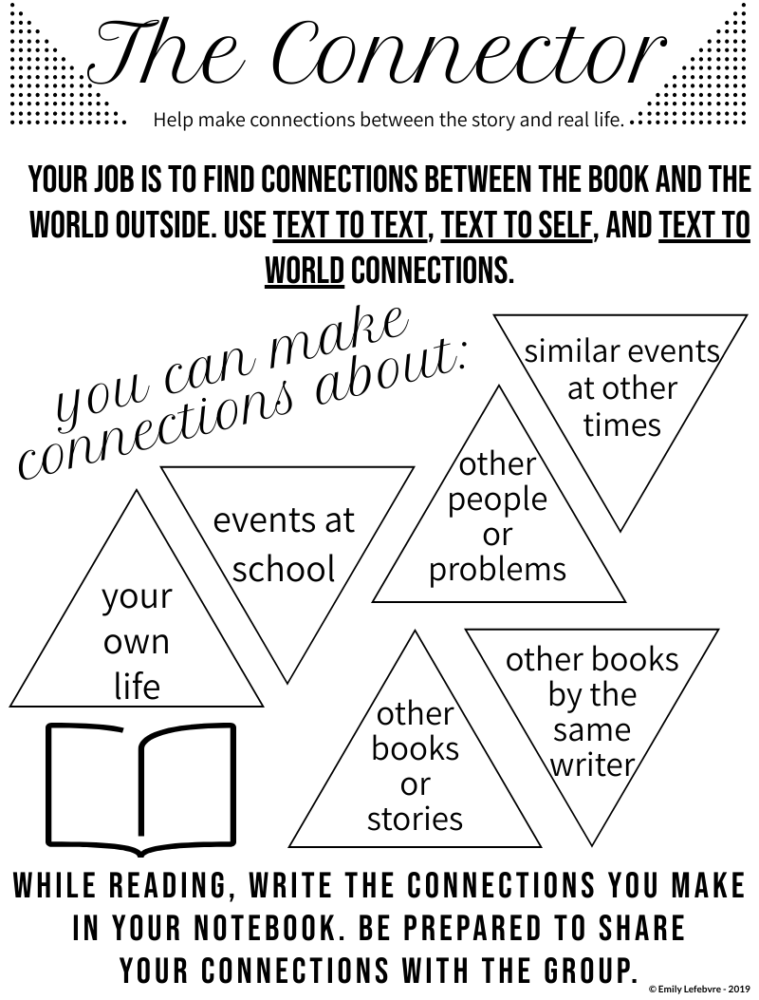 The Connector
Help make connections between the story and real life.
YOUR JOB IS TO FIND CONNECTIONS BETWEEN THE BOOK AND THE
WORLD OUTSIDE. USE TEXT TO TEXT, TEXT TO SELF, AND TEXT TO
WORLD CONNECTIONS.
you can make
connections about:
similar events
at other
times
other
people
or
problems
events at
school
your
own
life
other books
by the
same
writer
other
books
or
stories
WHILE READING, WRITE THE CONNECTIONS YOU MAKE
IN YOUR NOTEBOOK. BE PREPARED TO SHARE
YOUR CONNECTIONS WITH THE GROUP.
© Emily Lefebvre - 2019